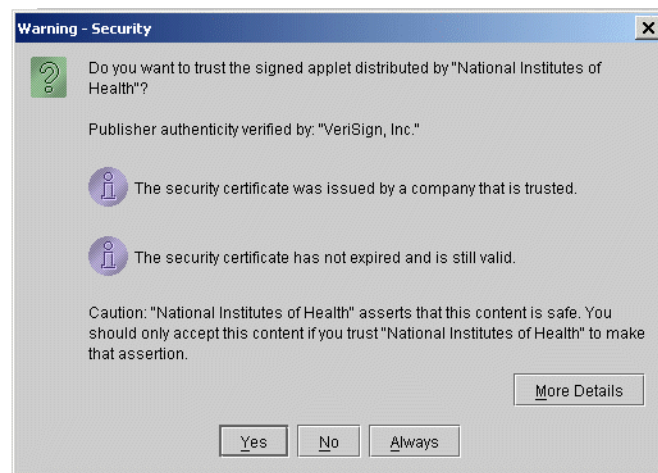 Warning - Security
Do you want to trust the signed applet distributed by "National Institutes of
Health"?
Publisher authenticity verified by: "VeriSign, Inc."
The security certificate was issued by a company that is trusted.
The security certificate has not expired and is still valid.
Caution: "National Institutes of Health" asserts that this content is safe. You
should only accept this content if you trust "National Institutes of Health" to make
that assertion.
More Details
Yes No Always